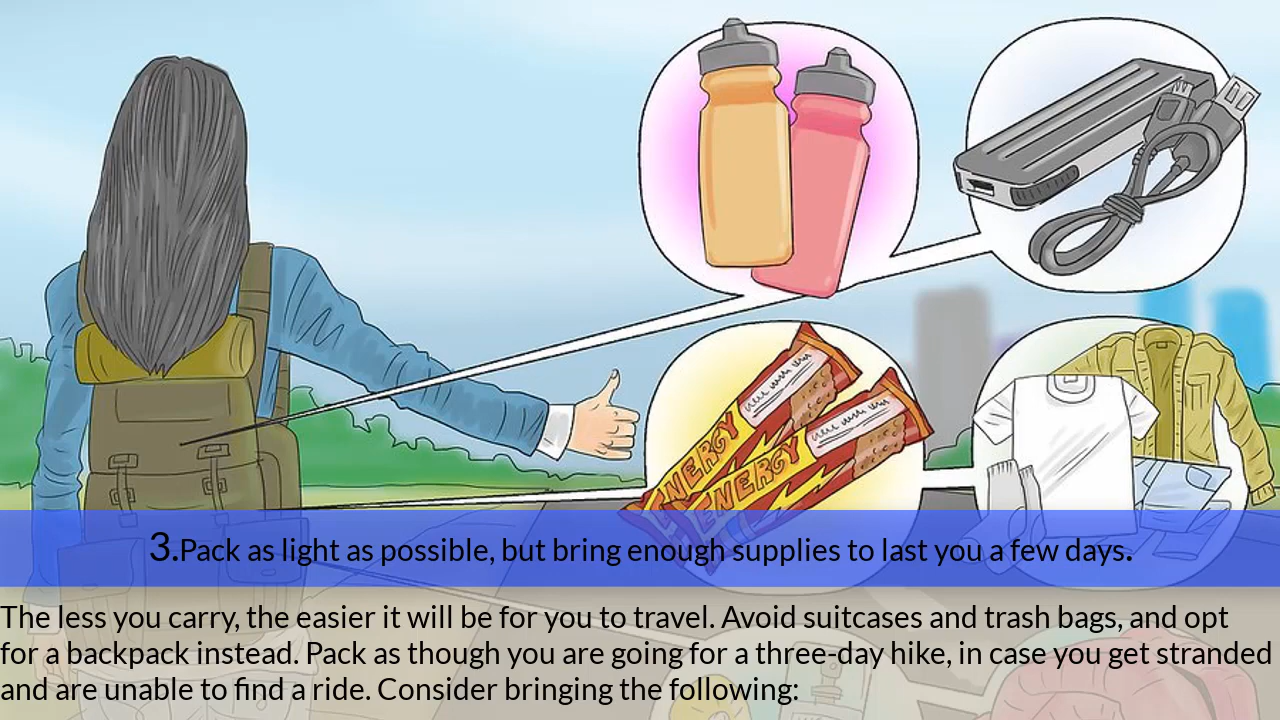 ENERGY
ENERGY
3.Pack as light as possible, but bring enough supplies to last you a few days.
The less you carry, the easier it will be for you to travel. Avoid suitcases and trash bags, and opt
for a backpack instead. Pack as though you are going for a three-day hike, in case you get stranded
and are unable to find a ride. Consider bringing the following: